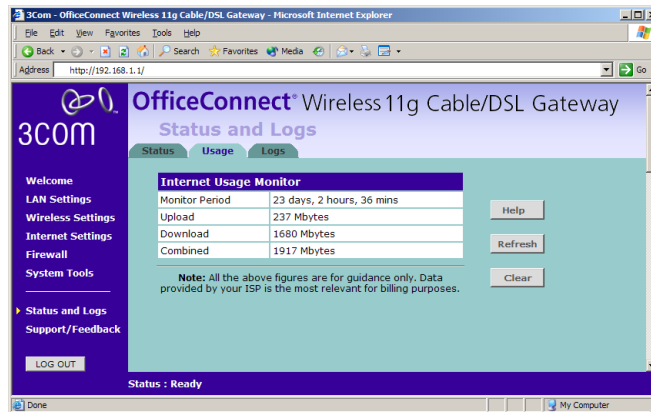 3Com - OfficeConnect Wireless 11g Cable/DSL Gateway - Microsoft Internet Explorer
File Edit View Favorites Tools Help
Back Search Favorites Media
Address http://192.168.1.1/ Go
3COM
OfficeConnect® Wireless 11g Cable/DSL Gateway
Status and Logs
Status Usage Logs
Welcome
LAN Settings
Wireless Settings
Internet Settings
Firewall
System Tools
Status and Logs
Support/Feedback
LOG OUT
Internet Usage Monitor
Monitor Period 23 days, 2 hours, 36 mins
Upload 237 Mbytes
Download 1680 Mbytes
Combined 1917 Mbytes
Note: All the above figures are for guidance only. Data
provided by your ISP is the most relevant for billing purposes.
Help
Refresh
Clear
Status : Ready
Done My Computer